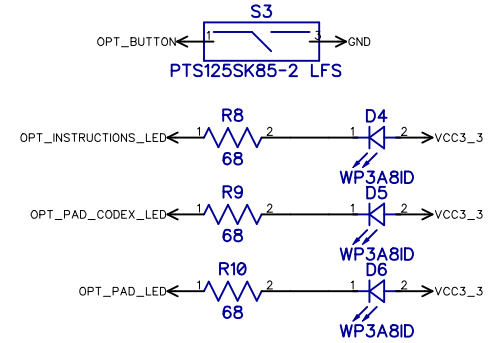 S3
OPT_BUTTON 1 3 GND
PTS125SK85-2 LFS
R8 D4
OPT_INSTRUCTIONS_LED 1 2 1 2 VCC3_3
68 WP3A8ID
R9 D5
OPT_PAD_CODEX_LED 1 2 1 2 VCC3_3
68 WP3A8ID
R10 D6
OPT_PAD_LED 1 2 1 2 VCC3_3
68 WP3A8ID